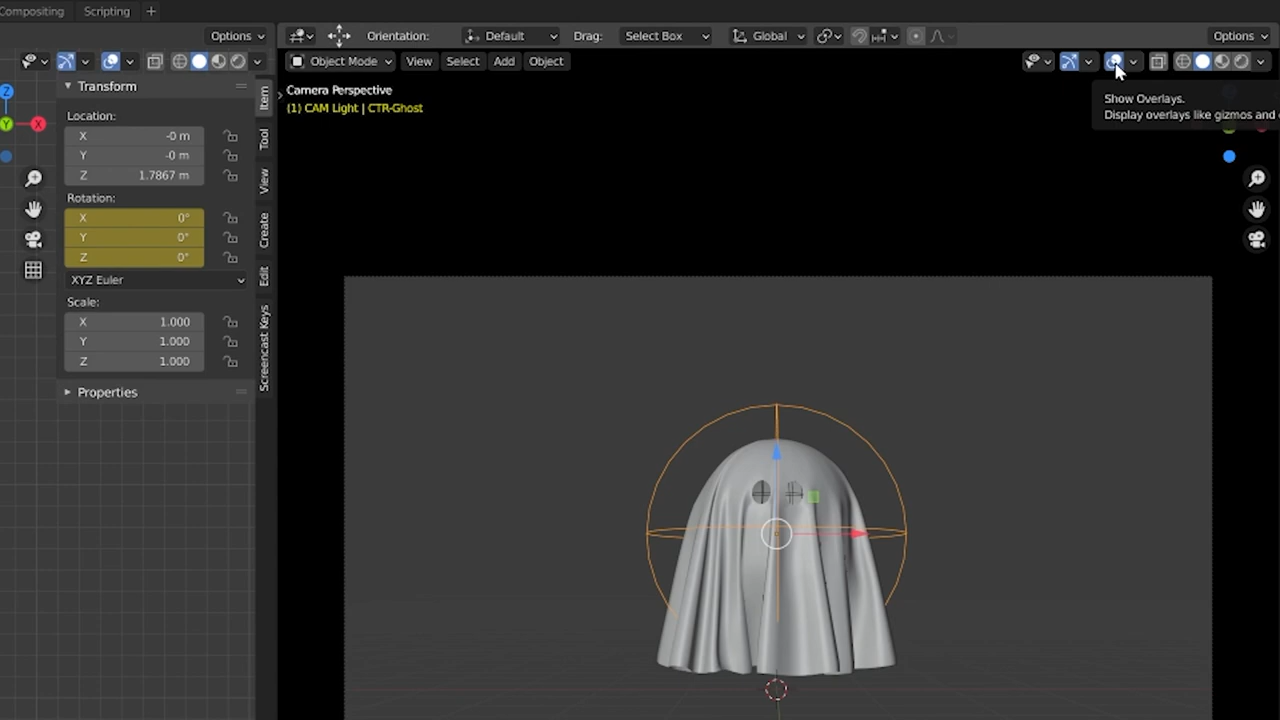 Compositing Scripting +
Options Orientation: Default Drag: Select Box Global Options
Object Mode View Select Add Object
Transform
Location:
X -0 m
Y -0 m
Z 1.7867 m
Rotation:
X 0°
Y 0°
Z 0°
XYZ Euler
Scale:
X 1.000
Y 1.000
Z 1.000
Properties
Item
Tool
View
Create
Edit
Screencast Keys
Z
Y X
Camera Perspective
(1) CAM Light | CTR-Ghost
Show Overlays.
Display overlays like gizmos and